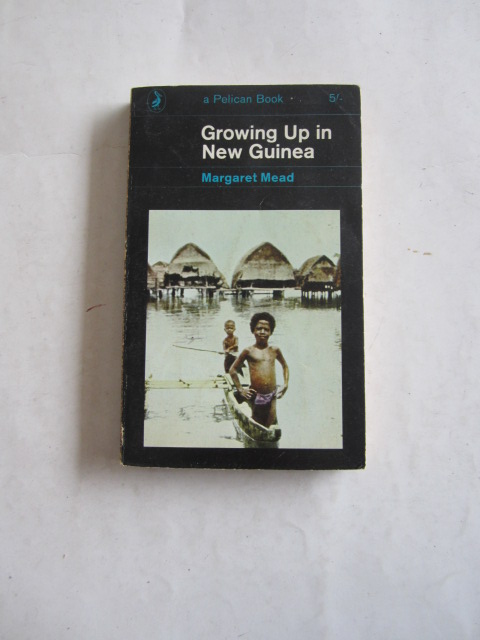 a Pelican Book
5/-
Growing Up in
New Guinea
Margaret Mead